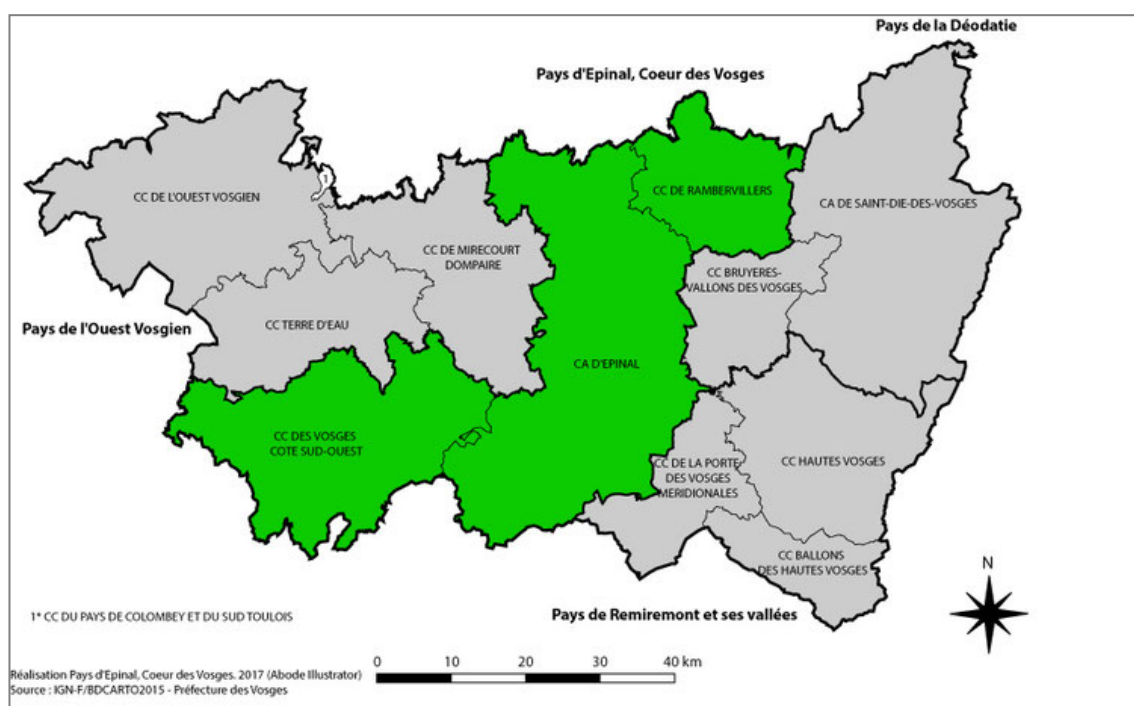 Pays de la Déodatie
Pays d'Epinal, Coeur des Vosges
CC DE L'OUEST VOSGIEN
1
CC DE RAMBERVILLERS
CA DE SAINT-DIE-DES-VOSGES
CC DE MIRECOURT
DOMPAIRE
CC BRUYERES-
VALLONS DES VOSGES
Pays de l'Ouest Vosgien
CC TERRE D'EAU
CA D'EPINAL
CC DES VOSGES
COTE SUD-OUEST
CC DE LA PORTE
DES VOSGES
MERIDIONALES
CC HAUTES VOSGES
CC BALLONS
DES HAUTES VOSGES
N
1* CC DU PAYS DE COLOMBEY ET DU SUD TOULOIS
Pays de Remiremont et ses vallées
0 10 20 30 40 km
Réalisation Pays d'Epinal, Coeur des Vosges. 2017 (Abode Illustrator)
Source : IGN-F/BDCARTO2015 - Préfecture des Vosges